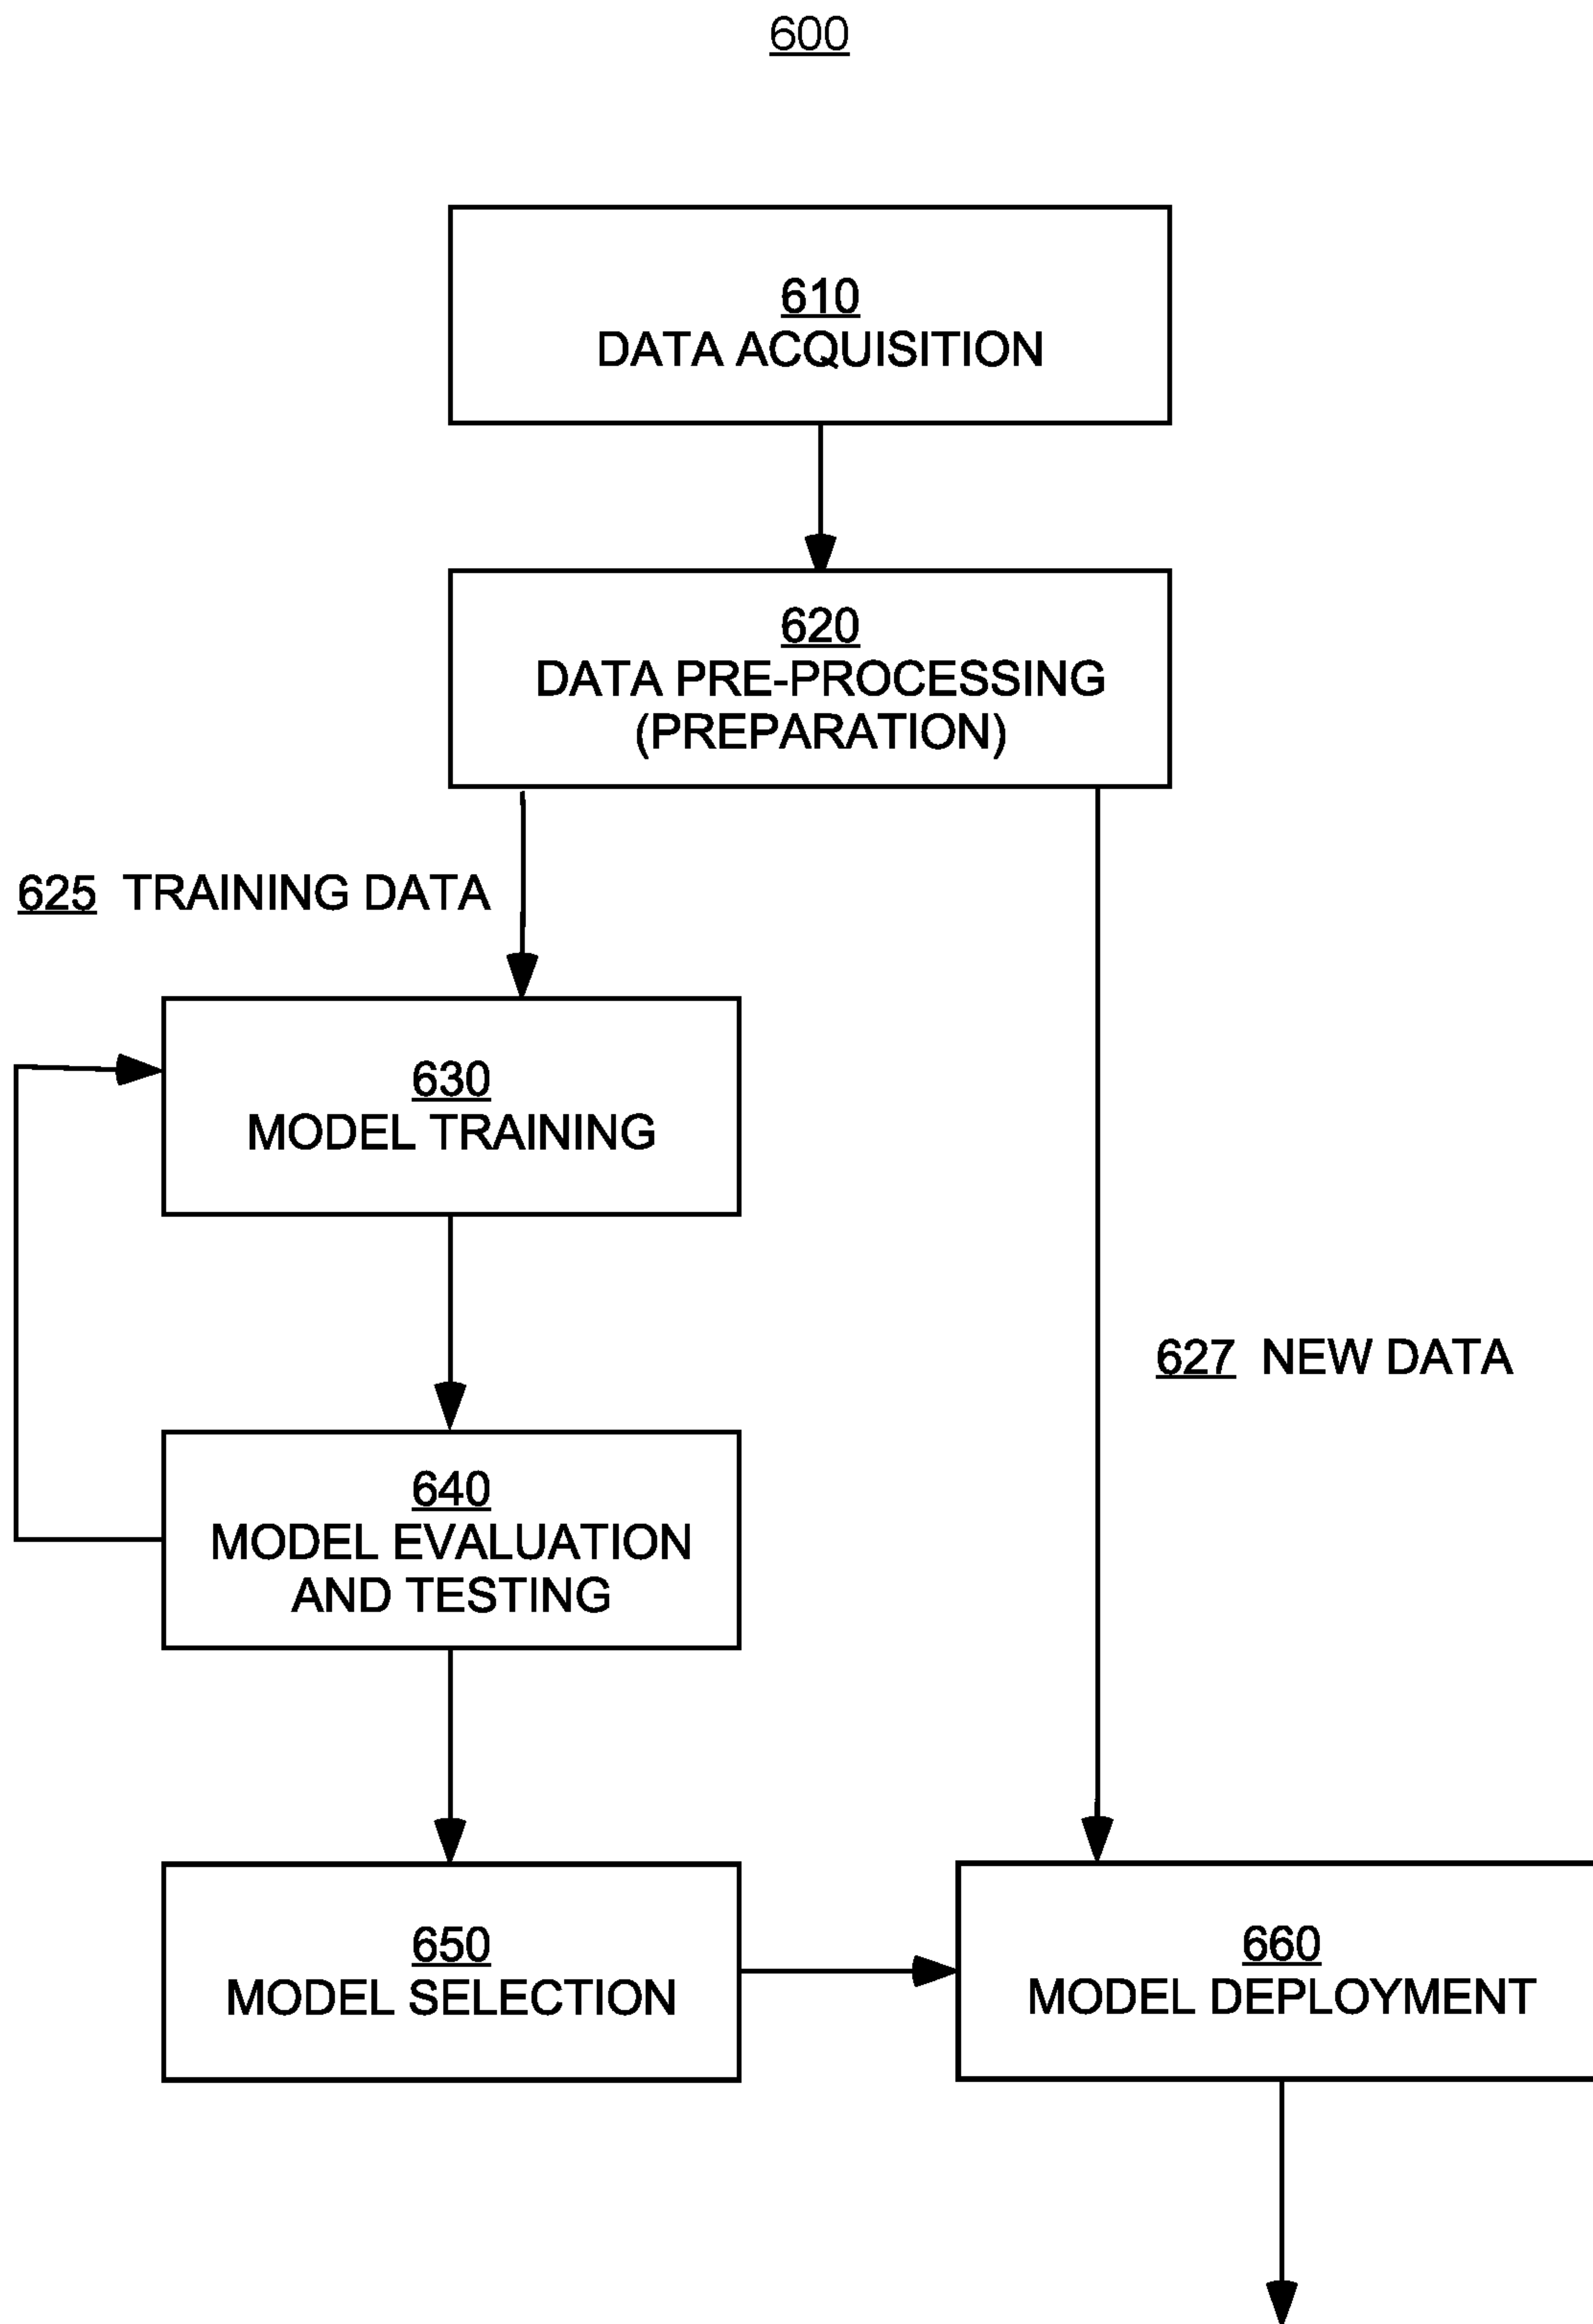 600
610
DATA ACQUISITION
620
DATA PRE-PROCESSING
(PREPARATION)
625 TRAINING DATA
630
MODEL TRAINING
627 NEW DATA
640
MODEL EVALUATION
AND TESTING
650
MODEL SELECTION
660
MODEL DEPLOYMENT